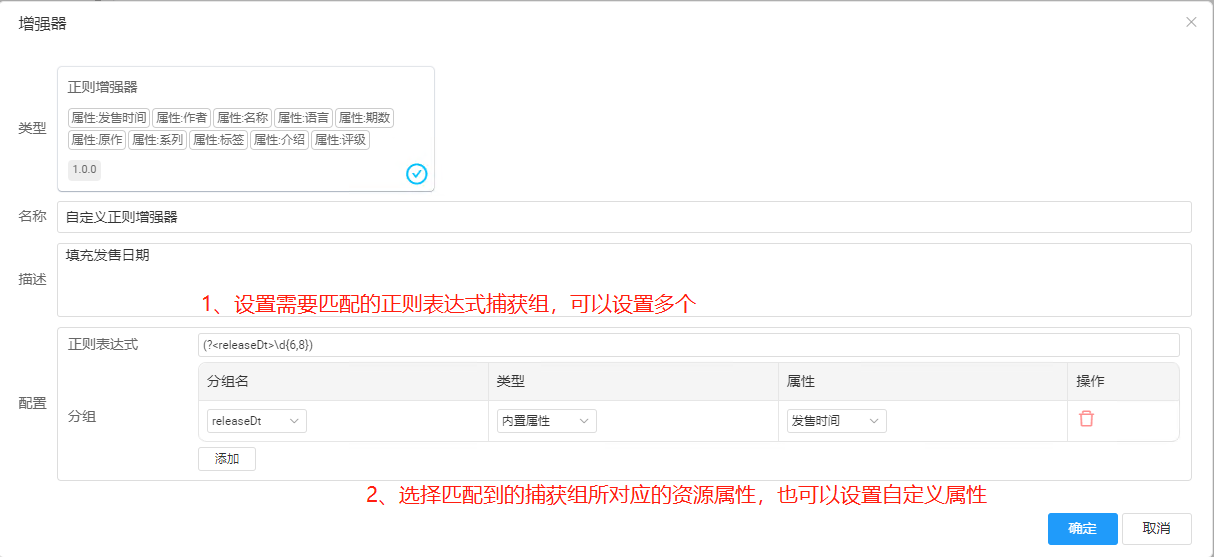 增强器
类型
正则增强器
属性:发售时间 属性:作者 属性:名称 属性:语言 属性:期数
属性:原作 属性:系列 属性:标签 属性:介绍 属性:评级
1.0.0
名称
自定义正则增强器
描述
填充发售日期
1、设置需要匹配的正则表达式捕获组，可以设置多个
配置
正则表达式
(?<releaseDt>\d{6,8})
分组
分组名 类型 属性 操作
releaseDt 内置属性 发售时间
添加
2、选择匹配到的捕获组所对应的资源属性，也可以设置自定义属性
确定 取消